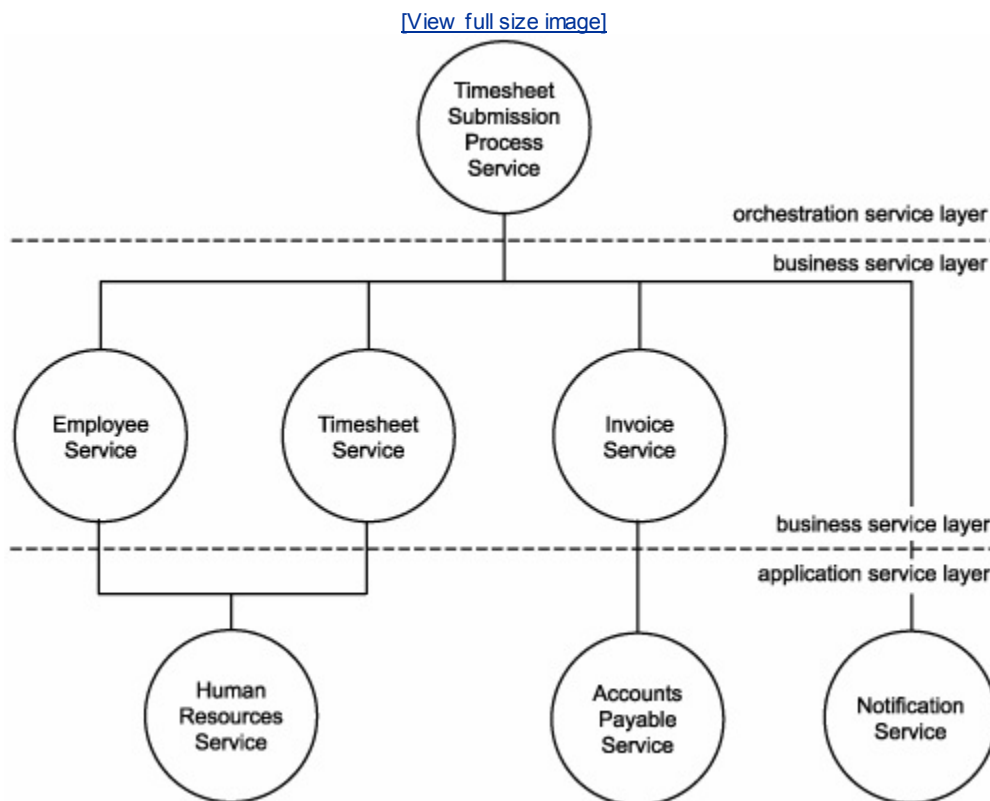 [View full size image]
Timesheet
Submission
Process
Service
orchestration service layer
business service layer
Employee
Service
Timesheet
Service
Invoice
Service
business service layer
application service layer
Human
Resources
Service
Accounts
Payable
Service
Notification
Service